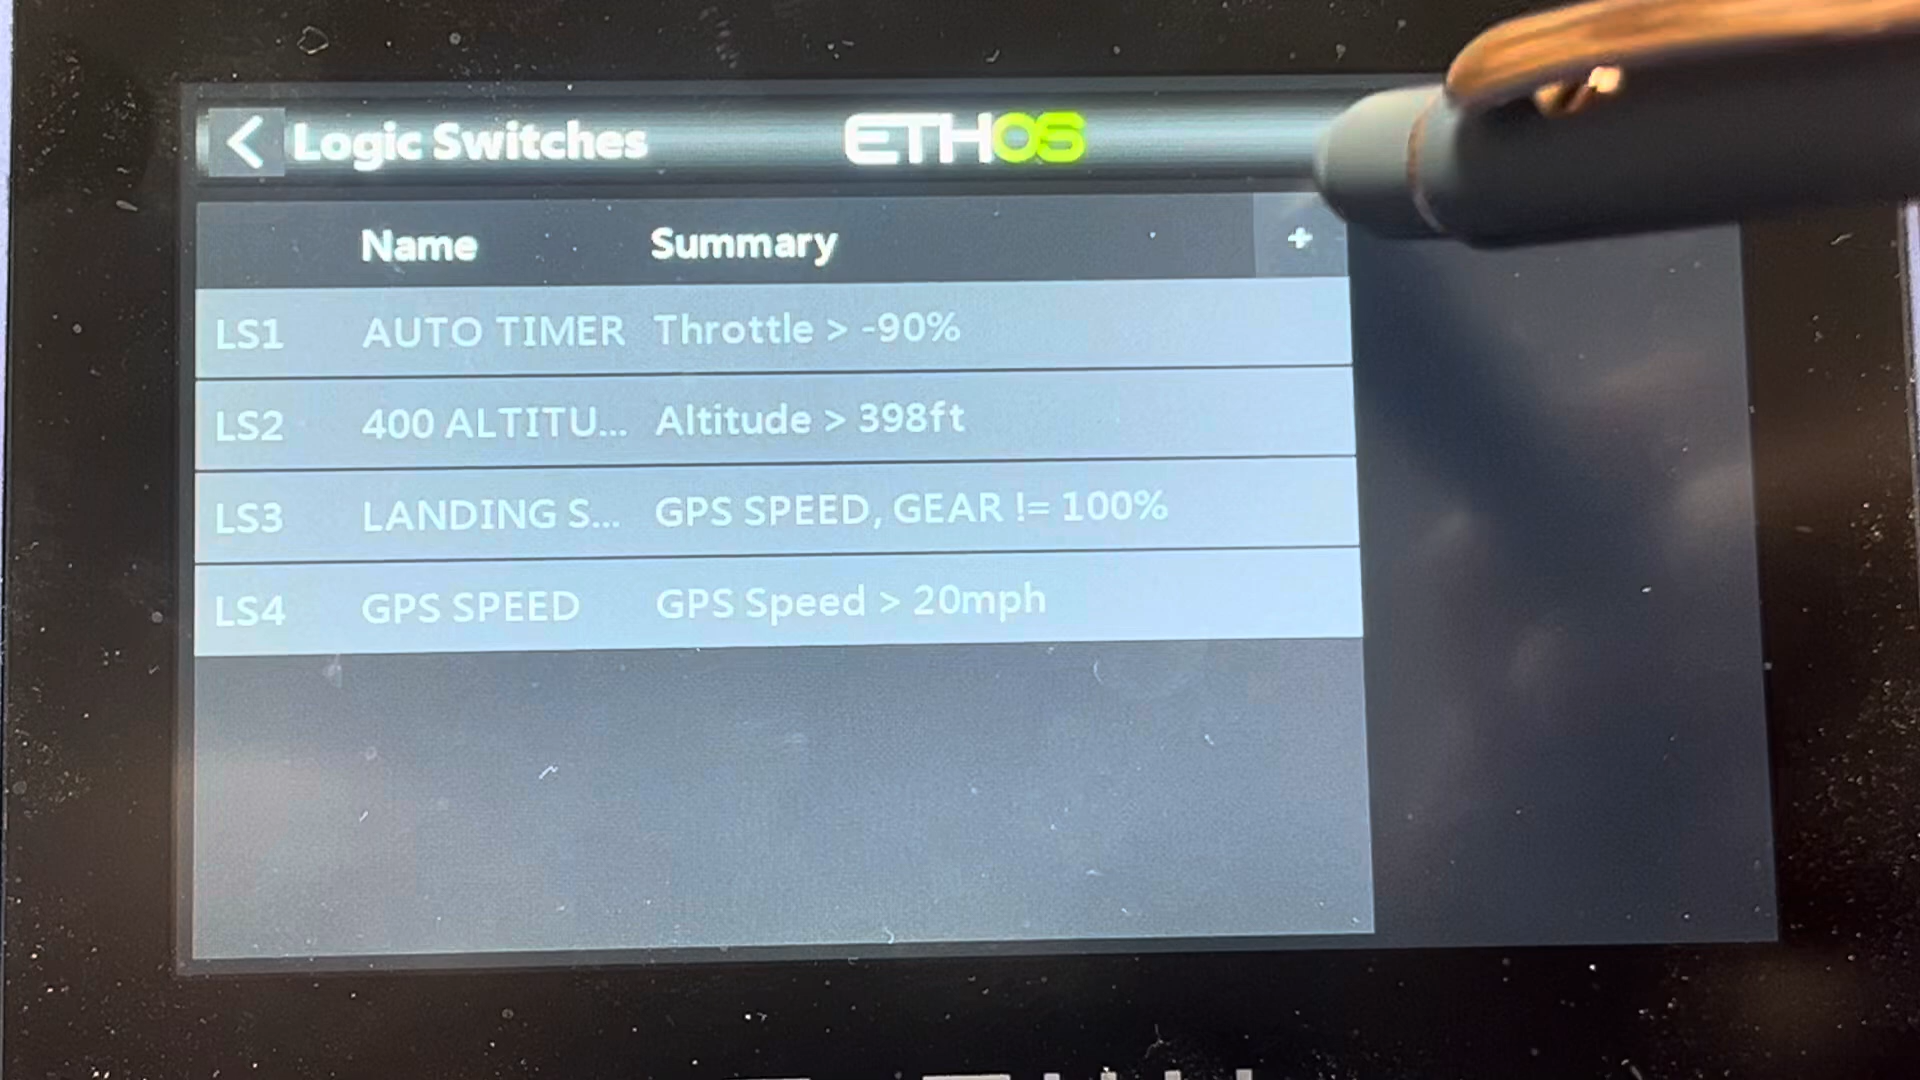 Logic Switches ETHOS
Name Summary +
LS1 AUTO TIMER Throttle > -90%
LS2 400 ALTITU... Altitude > 398ft
LS3 LANDING S... GPS SPEED, GEAR != 100%
LS4 GPS SPEED GPS Speed > 20mph